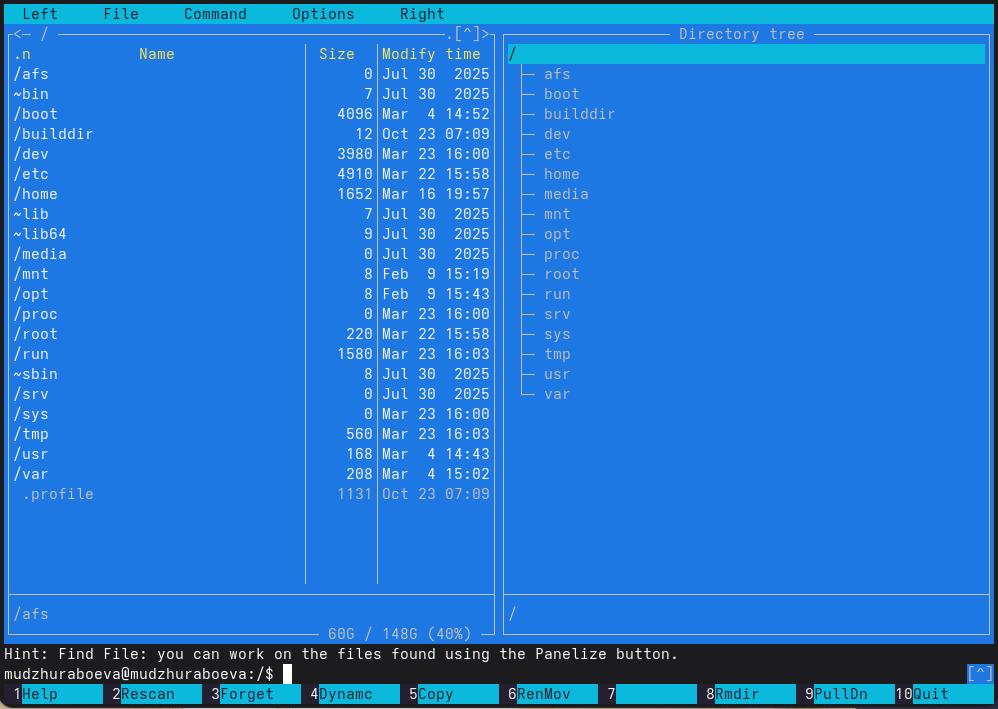 Left File Command Options Right
<─ / .[^]>
.n Name Size Modify time
/afs 0 Jul 30 2025
~bin 7 Jul 30 2025
/boot 4096 Mar 4 14:52
/builddir 12 Oct 23 07:09
/dev 3980 Mar 23 16:00
/etc 4910 Mar 22 15:58
/home 1652 Mar 16 19:57
~lib 7 Jul 30 2025
~lib64 9 Jul 30 2025
/media 0 Jul 30 2025
/mnt 8 Feb 9 15:19
/opt 8 Feb 9 15:43
/proc 0 Mar 23 16:00
/root 220 Mar 22 15:58
/run 1580 Mar 23 16:03
~sbin 8 Jul 30 2025
/srv 0 Jul 30 2025
/sys 0 Mar 23 16:00
/tmp 560 Mar 23 16:03
/usr 168 Mar 4 14:43
/var 208 Mar 4 15:02
.profile 1131 Oct 23 07:09
/afs
60G / 148G (40%)
Directory tree
/
afs
boot
builddir
dev
etc
home
media
mnt
opt
proc
root
run
srv
sys
tmp
usr
var
/
Hint: Find File: you can work on the files found using the Panelize button.
mudzhuraboeva@mudzhuraboeva:/$ [^]
1Help 2Rescan 3Forget 4Dynamc 5Copy 6RenMov 7 8Rmdir 9PullDn 10Quit